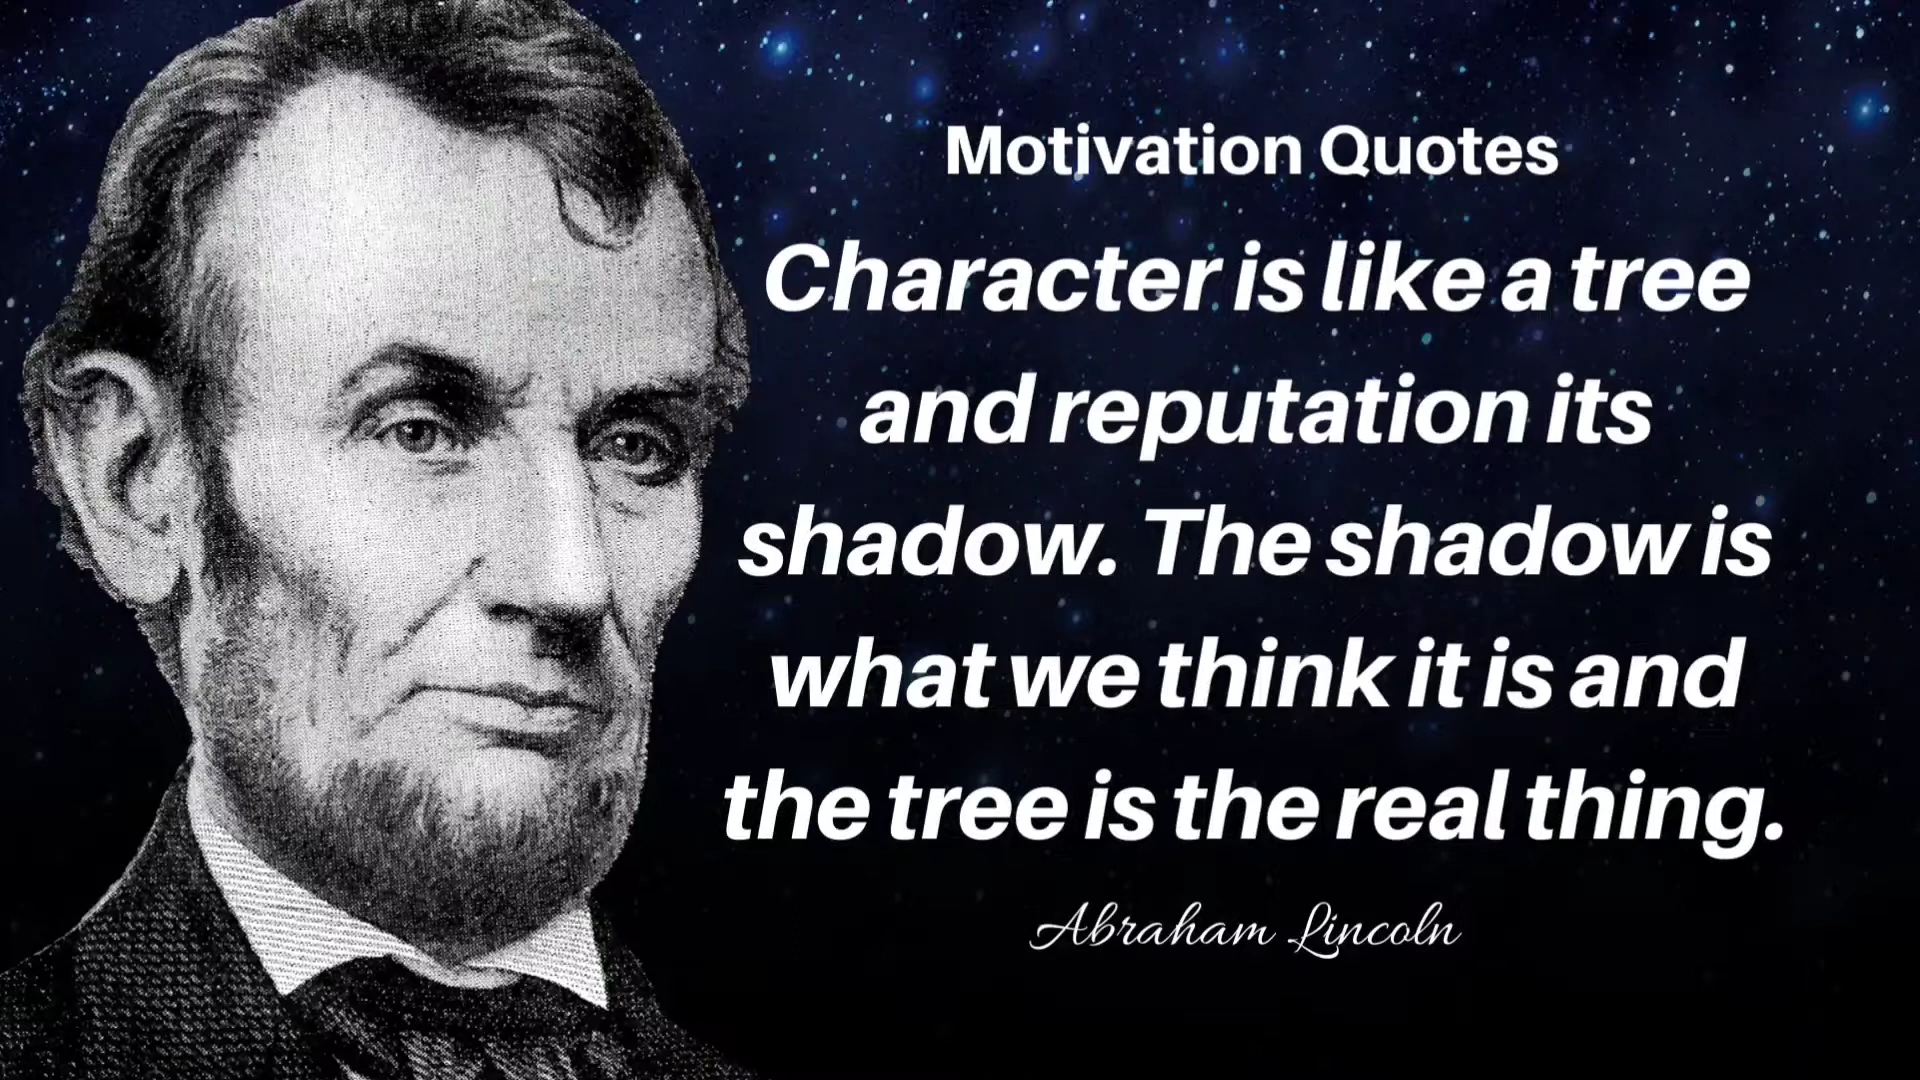 Motivation Quotes
Character is like a tree
and reputation its
shadow. The shadow is
what we think it is and
the tree is the real thing.
Abraham Lincoln